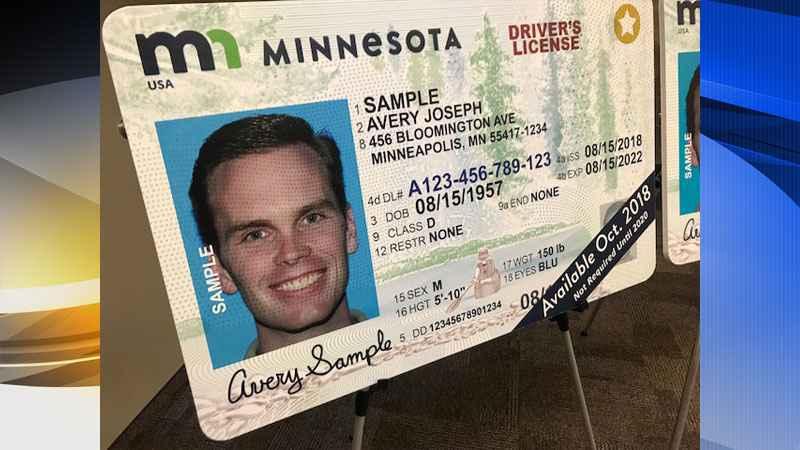 mn MINNESOTA
USA
DRIVER'S
LICENSE
1 SAMPLE
2 AVERY JOSEPH
8 456 BLOOMINGTON AVE
MINNEAPOLIS, MN 55417-1234
4d DL# A123-456-789-123
4a ISS 08/15/2018
3 DOB 08/15/1957
4b EXP 08/15/2022
9 CLASS D
9a END NONE
12 RESTR NONE
15 SEX M
17 WGT 150 lb
16 HGT 5'-10"
18 EYES BLU
5 DD 12345678901234
08/
SAMPLE
Avery Sample
Available Oct. 2018
Not Required Until 2020
mn
USA
SAMPLE